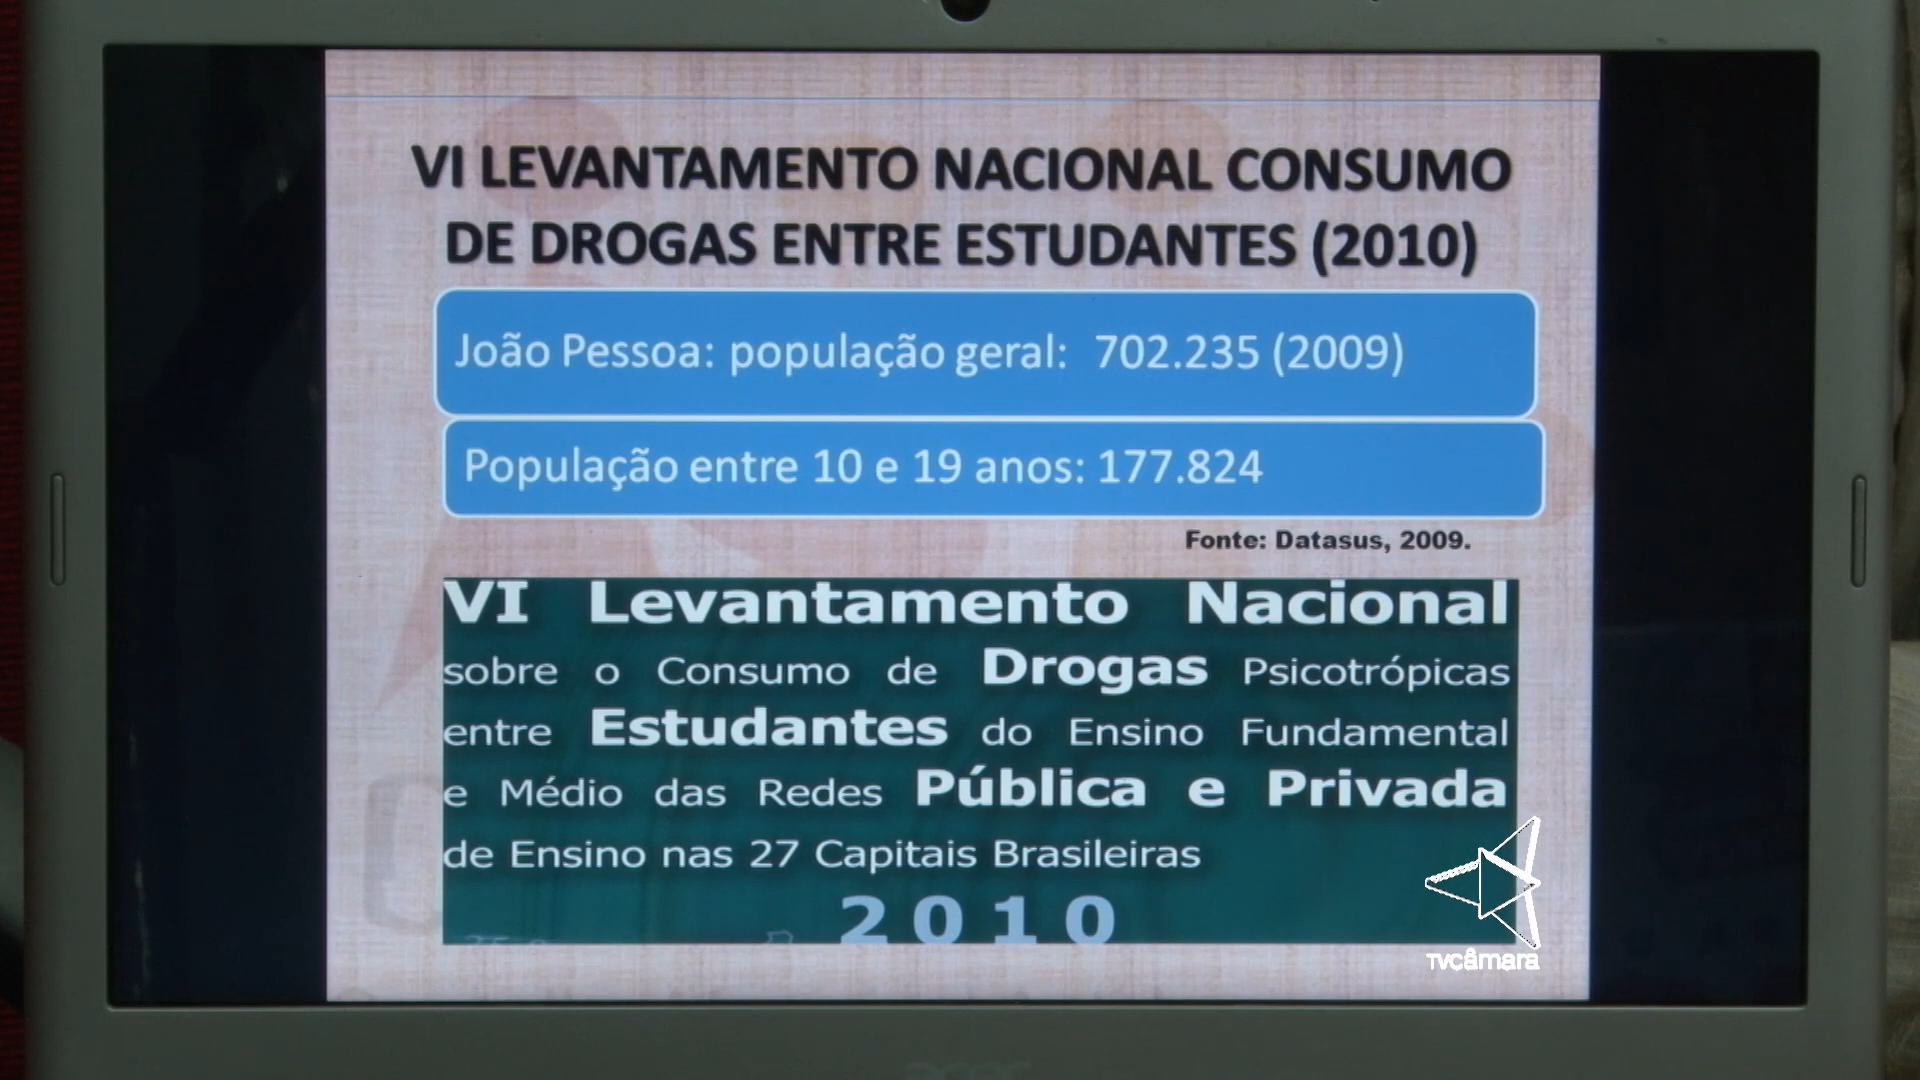 VI LEVANTAMENTO NACIONAL CONSUMO
DE DROGAS ENTRE ESTUDANTES (2010)
João Pessoa: população geral: 702.235 (2009)
População entre 10 e 19 anos: 177.824
Fonte: Datasus, 2009.
VI Levantamento Nacional
sobre o Consumo de Drogas Psicotrópicas
entre Estudantes do Ensino Fundamental
e Médio das Redes Pública e Privada
de Ensino nas 27 Capitais Brasileiras
2010
TVCâmara
acer